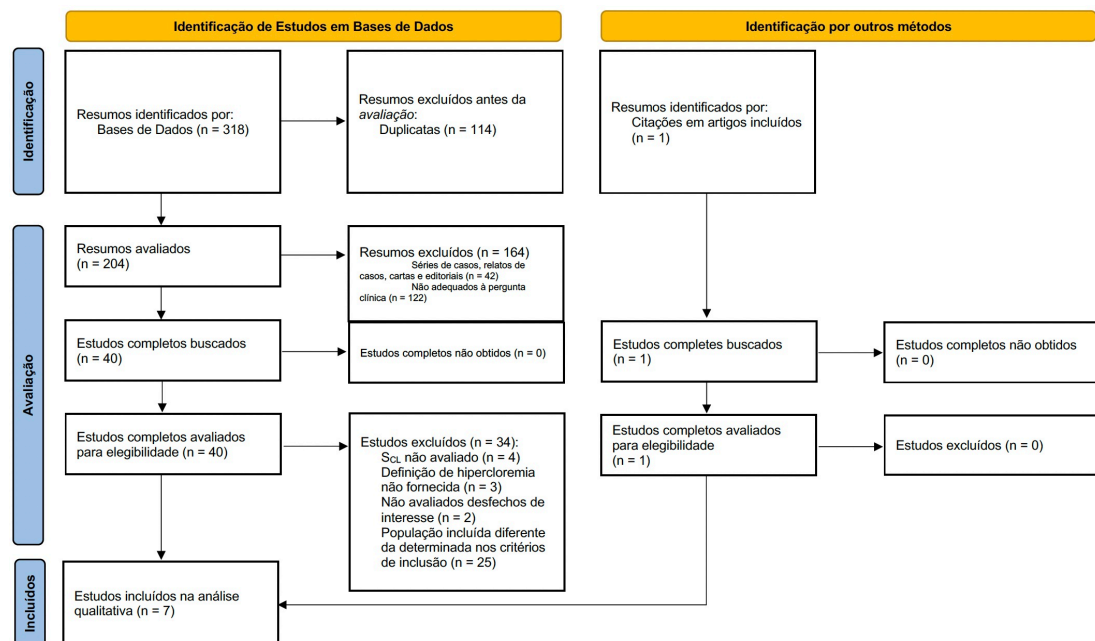 Identificação de Estudos em Bases de Dados
Identificação por outros métodos
Identificação
Resumos identificados por:
Bases de Dados (n = 318)
Resumos excluídos antes da
avaliação:
Duplicatas (n = 114)
Resumos identificados por:
Citações em artigos incluídos
(n = 1)
Avaliação
Resumos avaliados
(n = 204)
Resumos excluídos (n = 164)
Séries de casos, relatos de
casos, cartas e editoriais (n = 42)
Não adequados à pergunta
clínica (n = 122)
Estudos completos buscados
(n = 40)
Estudos completos não obtidos (n = 0)
Estudos completes buscados
(n = 1)
Estudos completos não obtidos
(n = 0)
Estudos completos avaliados
para elegibilidade (n = 40)
Estudos excluídos (n = 34):
SCL não avaliado (n = 4)
Definição de hipercloremia
não fornecida (n = 3)
Não avaliados desfechos de
interesse (n = 2)
População incluída diferente
da determinada nos critérios
de inclusão (n = 25)
Estudos completos avaliados
para elegibilidade
(n = 1)
Estudos excluídos (n = 0)
Incluídos
Estudos incluídos na análise
qualitativa (n = 7)